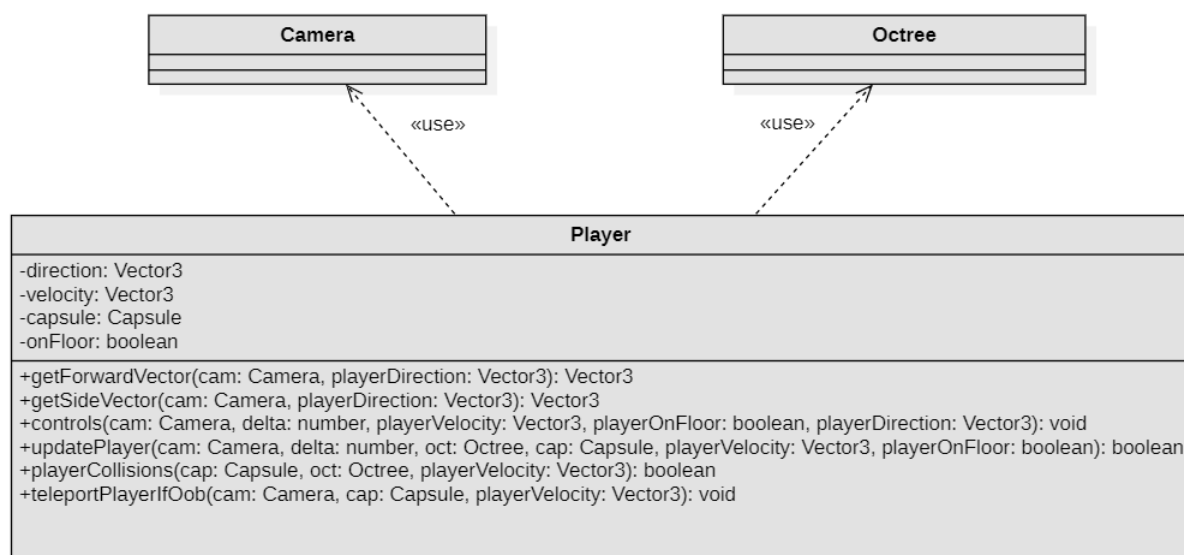 Camera
Octree
«use»
«use»
Player
-direction: Vector3
-velocity: Vector3
-capsule: Capsule
-onFloor: boolean
+getForwardVector(cam: Camera, playerDirection: Vector3): Vector3
+getSideVector(cam: Camera, playerDirection: Vector3): Vector3
+controls(cam: Camera, delta: number, playerVelocity: Vector3, playerOnFloor: boolean, playerDirection: Vector3): void
+updatePlayer(cam: Camera, delta: number, oct: Octree, cap: Capsule, playerVelocity: Vector3, playerOnFloor: boolean): boolean
+playerCollisions(cap: Capsule, oct: Octree, playerVelocity: Vector3): boolean
+teleportPlayerIfOob(cam: Camera, cap: Capsule, playerVelocity: Vector3): void